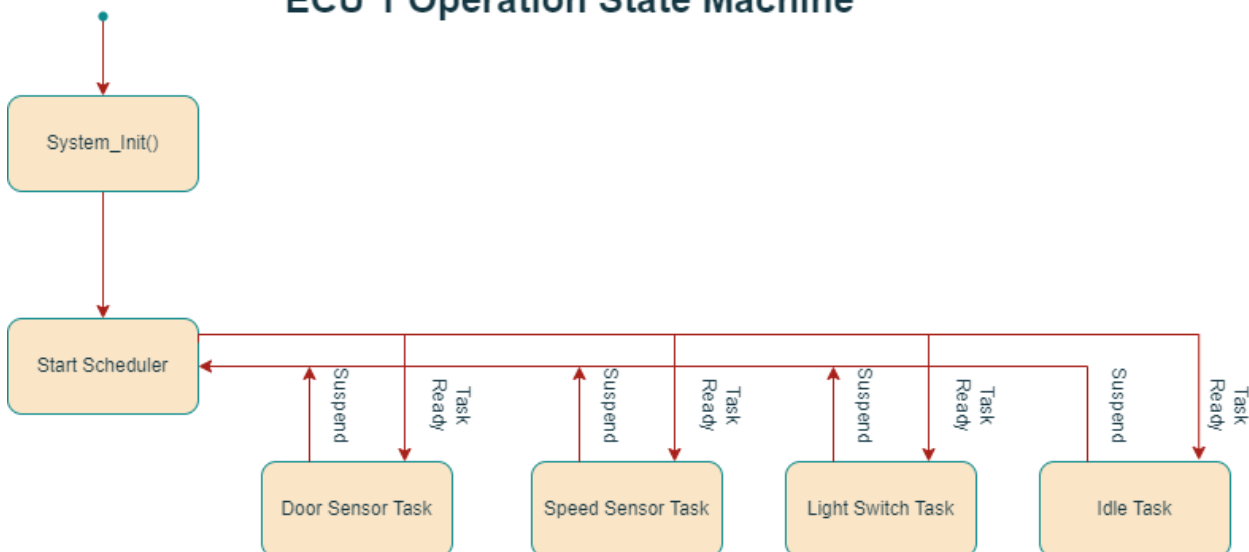 ECU 1 Operation State Machine
System_Init()
Start Scheduler
Suspend
Task
Ready
Suspend
Task
Ready
Suspend
Task
Ready
Suspend
Task
Ready
Door Sensor Task
Speed Sensor Task
Light Switch Task
Idle Task